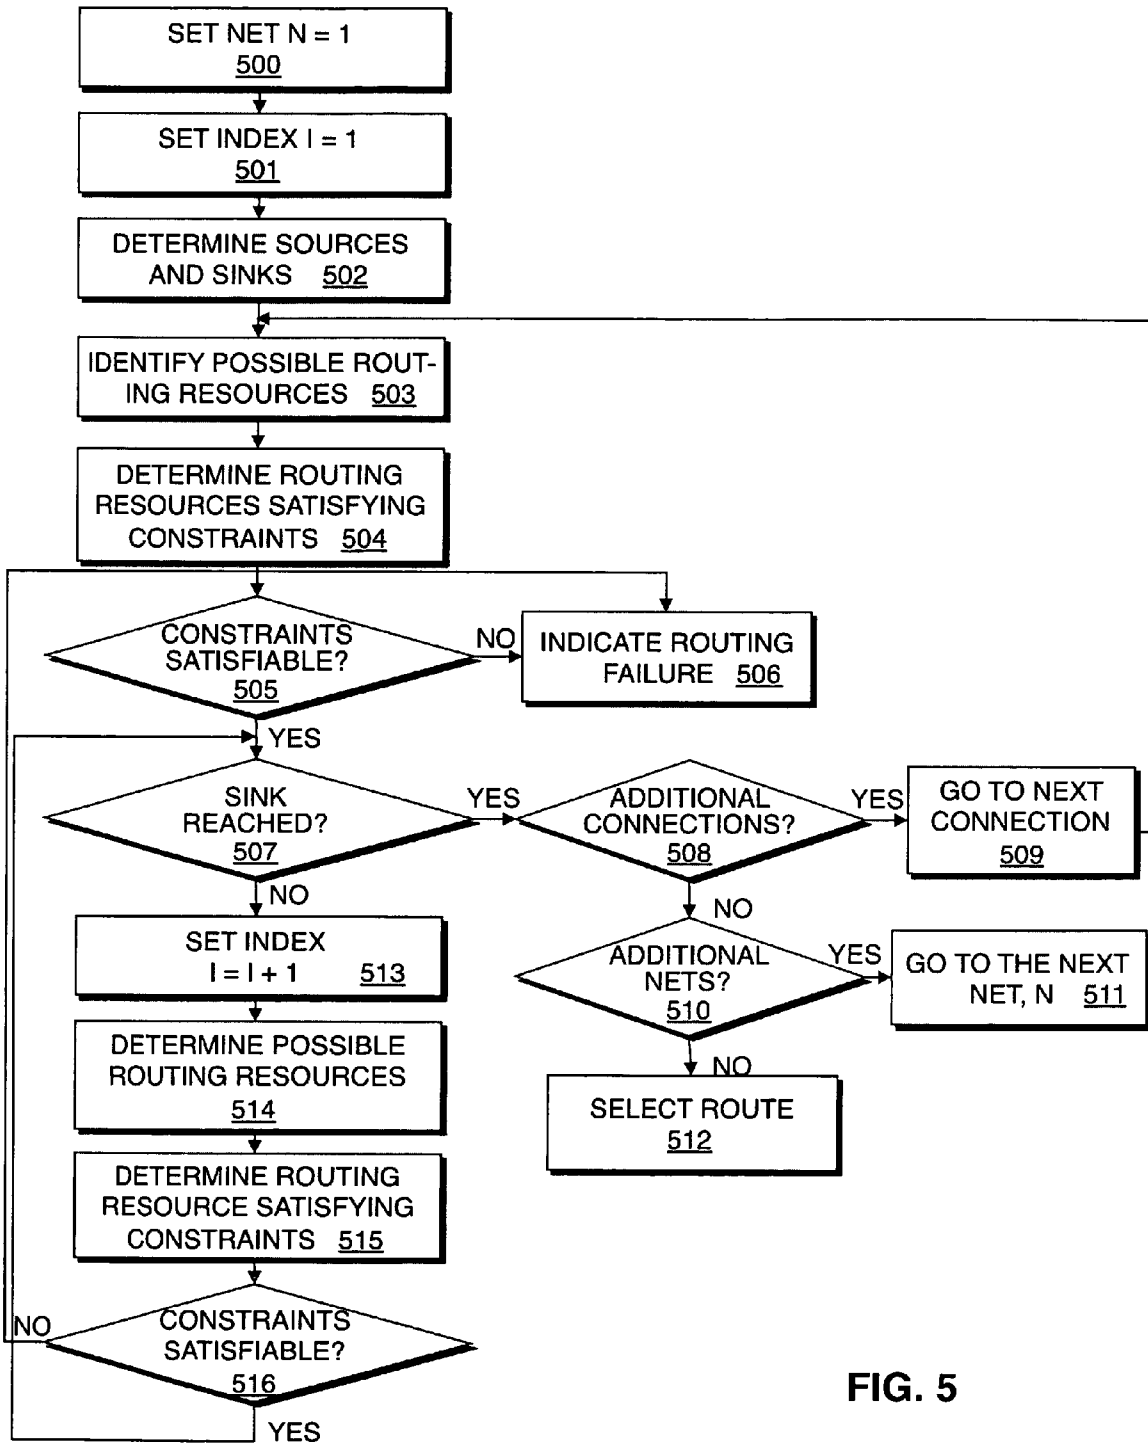 SET NET N = 1
500
SET INDEX I = 1
501
DETERMINE SOURCES
AND SINKS 502
IDENTIFY POSSIBLE ROUT-
ING RESOURCES 503
DETERMINE ROUTING
RESOURCES SATISFYING
CONSTRAINTS 504
CONSTRAINTS
SATISFIABLE?
505
NO
INDICATE ROUTING
FAILURE 506
YES
SINK
REACHED?
507
YES
ADDITIONAL
CONNECTIONS?
508
YES
GO TO NEXT
CONNECTION
509
NO
NO
SET INDEX
I = I + 1 513
ADDITIONAL
NETS?
510
YES
GO TO THE NEXT
NET, N 511
DETERMINE POSSIBLE
ROUTING RESOURCES
514
NO
SELECT ROUTE
512
DETERMINE ROUTING
RESOURCE SATISFYING
CONSTRAINTS 515
CONSTRAINTS
SATISFIABLE?
516
NO
YES
FIG. 5